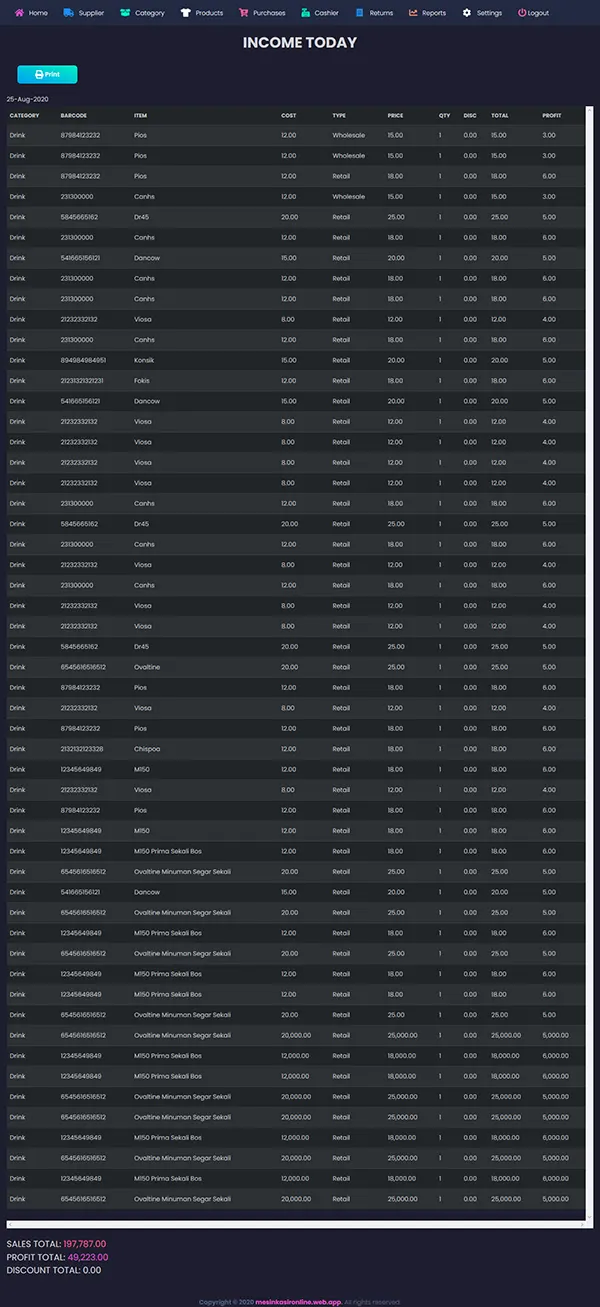 Home Supplier Category Products Purchases Cashier Returns Reports Settings Logout
INCOME TODAY
Print
25-Aug-2020
CATEGORY BARCODE ITEM COST TYPE PRICE QTY DISC TOTAL PROFIT
Drink 87984123232 Pios 12.00 Wholesale 15.00 1 0.00 15.00 3.00
Drink 87984123232 Pios 12.00 Wholesale 15.00 1 0.00 15.00 3.00
Drink 87984123232 Pios 12.00 Retail 18.00 1 0.00 18.00 6.00
Drink 231300000 Canhs 12.00 Wholesale 15.00 1 0.00 15.00 3.00
Drink 5845665162 Dr45 20.00 Retail 25.00 1 0.00 25.00 5.00
Drink 231300000 Canhs 12.00 Retail 18.00 1 0.00 18.00 6.00
Drink 541665156121 Dancow 15.00 Retail 20.00 1 0.00 20.00 5.00
Drink 231300000 Canhs 12.00 Retail 18.00 1 0.00 18.00 6.00
Drink 231300000 Canhs 12.00 Retail 18.00 1 0.00 18.00 6.00
Drink 21232332132 Viosa 8.00 Retail 12.00 1 0.00 12.00 4.00
Drink 231300000 Canhs 12.00 Retail 18.00 1 0.00 18.00 6.00
Drink 894984984951 Konsik 15.00 Retail 20.00 1 0.00 20.00 5.00
Drink 21231321321231 Fokis 12.00 Retail 18.00 1 0.00 18.00 6.00
Drink 541665156121 Dancow 15.00 Retail 20.00 1 0.00 20.00 5.00
Drink 21232332132 Viosa 8.00 Retail 12.00 1 0.00 12.00 4.00
Drink 21232332132 Viosa 8.00 Retail 12.00 1 0.00 12.00 4.00
Drink 21232332132 Viosa 8.00 Retail 12.00 1 0.00 12.00 4.00
Drink 21232332132 Viosa 8.00 Retail 12.00 1 0.00 12.00 4.00
Drink 231300000 Canhs 12.00 Retail 18.00 1 0.00 18.00 6.00
Drink 5845665162 Dr45 20.00 Retail 25.00 1 0.00 25.00 5.00
Drink 231300000 Canhs 12.00 Retail 18.00 1 0.00 18.00 6.00
Drink 21232332132 Viosa 8.00 Retail 12.00 1 0.00 12.00 4.00
Drink 231300000 Canhs 12.00 Retail 18.00 1 0.00 18.00 6.00
Drink 21232332132 Viosa 8.00 Retail 12.00 1 0.00 12.00 4.00
Drink 21232332132 Viosa 8.00 Retail 12.00 1 0.00 12.00 4.00
Drink 5845665162 Dr45 20.00 Retail 25.00 1 0.00 25.00 5.00
Drink 6545616516512 Ovaltine 20.00 Retail 25.00 1 0.00 25.00 5.00
Drink 87984123232 Pios 12.00 Retail 18.00 1 0.00 18.00 6.00
Drink 21232332132 Viosa 8.00 Retail 12.00 1 0.00 12.00 4.00
Drink 87984123232 Pios 12.00 Retail 18.00 1 0.00 18.00 6.00
Drink 2132132123328 Chispoa 12.00 Retail 18.00 1 0.00 18.00 6.00
Drink 12345649849 M150 12.00 Retail 18.00 1 0.00 18.00 6.00
Drink 21232332132 Viosa 8.00 Retail 12.00 1 0.00 12.00 4.00
Drink 87984123232 Pios 12.00 Retail 18.00 1 0.00 18.00 6.00
Drink 12345649849 M150 12.00 Retail 18.00 1 0.00 18.00 6.00
Drink 12345649849 M150 Prima Sekali Bos 12.00 Retail 18.00 1 0.00 18.00 6.00
Drink 6545616516512 Ovaltine Minuman Segar Sekali 20.00 Retail 25.00 1 0.00 25.00 5.00
Drink 541665156121 Dancow 15.00 Retail 20.00 1 0.00 20.00 5.00
Drink 6545616516512 Ovaltine Minuman Segar Sekali 20.00 Retail 25.00 1 0.00 25.00 5.00
Drink 12345649849 M150 Prima Sekali Bos 12.00 Retail 18.00 1 0.00 18.00 6.00
Drink 6545616516512 Ovaltine Minuman Segar Sekali 20.00 Retail 25.00 1 0.00 25.00 5.00
Drink 12345649849 M150 Prima Sekali Bos 12.00 Retail 18.00 1 0.00 18.00 6.00
Drink 12345649849 M150 Prima Sekali Bos 12.00 Retail 18.00 1 0.00 18.00 6.00
Drink 6545616516512 Ovaltine Minuman Segar Sekali 20.00 Retail 25.00 1 0.00 25.00 5.00
Drink 6545616516512 Ovaltine Minuman Segar Sekali 20,000.00 Retail 25,000.00 1 0.00 25,000.00 5,000.00
Drink 12345649849 M150 Prima Sekali Bos 12,000.00 Retail 18,000.00 1 0.00 18,000.00 6,000.00
Drink 12345649849 M150 Prima Sekali Bos 12,000.00 Retail 18,000.00 1 0.00 18,000.00 6,000.00
Drink 6545616516512 Ovaltine Minuman Segar Sekali 20,000.00 Retail 25,000.00 1 0.00 25,000.00 5,000.00
Drink 6545616516512 Ovaltine Minuman Segar Sekali 20,000.00 Retail 25,000.00 1 0.00 25,000.00 5,000.00
Drink 12345649849 M150 Prima Sekali Bos 12,000.00 Retail 18,000.00 1 0.00 18,000.00 6,000.00
Drink 6545616516512 Ovaltine Minuman Segar Sekali 20,000.00 Retail 25,000.00 1 0.00 25,000.00 5,000.00
Drink 12345649849 M150 Prima Sekali Bos 12,000.00 Retail 18,000.00 1 0.00 18,000.00 6,000.00
Drink 6545616516512 Ovaltine Minuman Segar Sekali 20,000.00 Retail 25,000.00 1 0.00 25,000.00 5,000.00
SALES TOTAL: 197,787.00
PROFIT TOTAL: 49,223.00
DISCOUNT TOTAL: 0.00
Copyright © 2020 mesinkasironline.web.app. All rights reserved